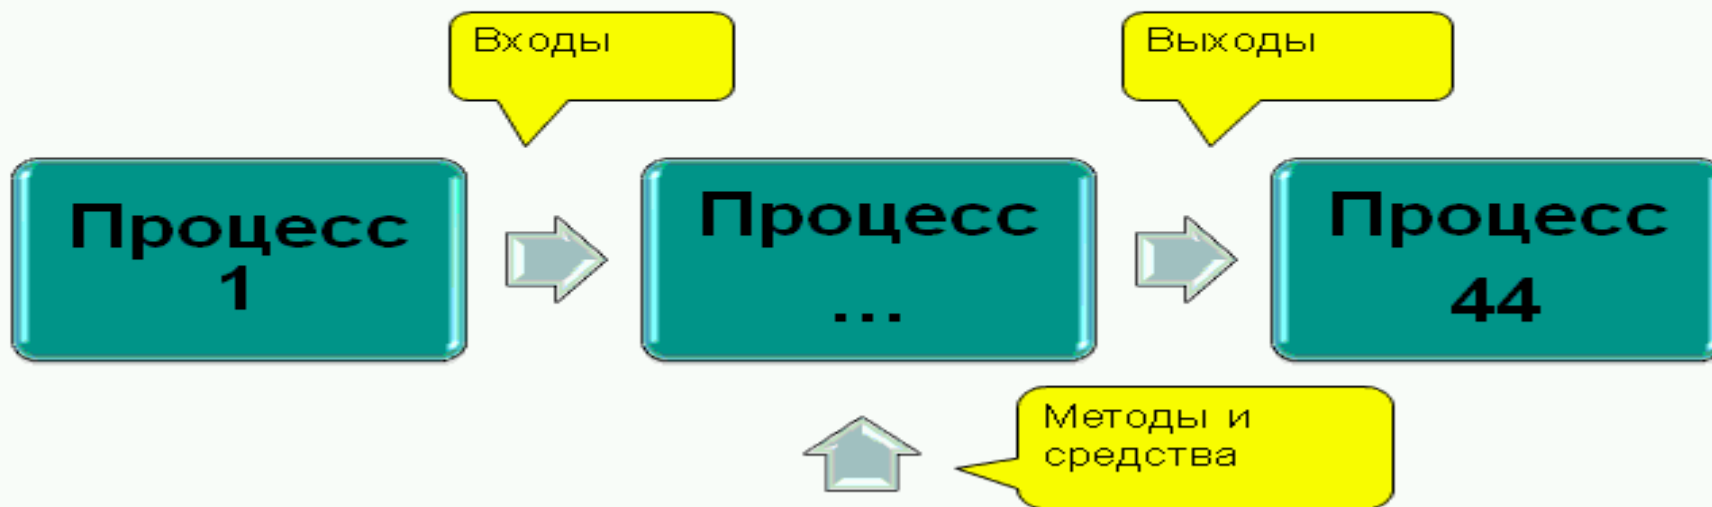 Входы
Выходы
Процесс
1
Процесс
...
Процесс
44
Методы и
средства